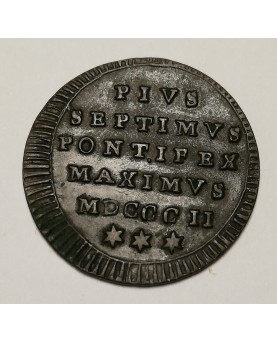 PIVS
SEPTIMVS
PONTIFEX
MAXIMVS
MDCCCII